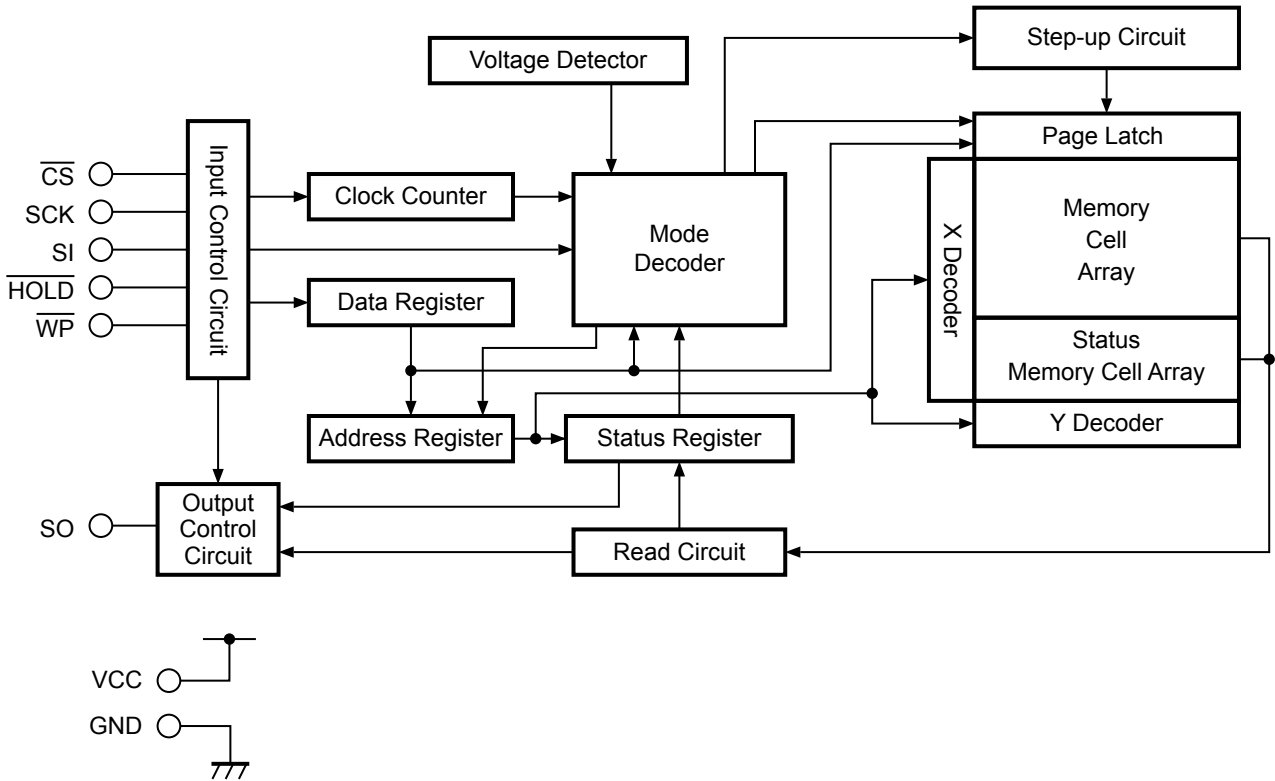 Step-up Circuit
Voltage Detector
Page Latch
Input Control Circuit
CS
SCK
SI
HOLD
WP
Clock Counter
Mode
Decoder
X Decoder
Memory
Cell
Array
Data Register
Status
Memory Cell Array
Address Register
Status Register
Y Decoder
SO
Output
Control
Circuit
Read Circuit
VCC
GND